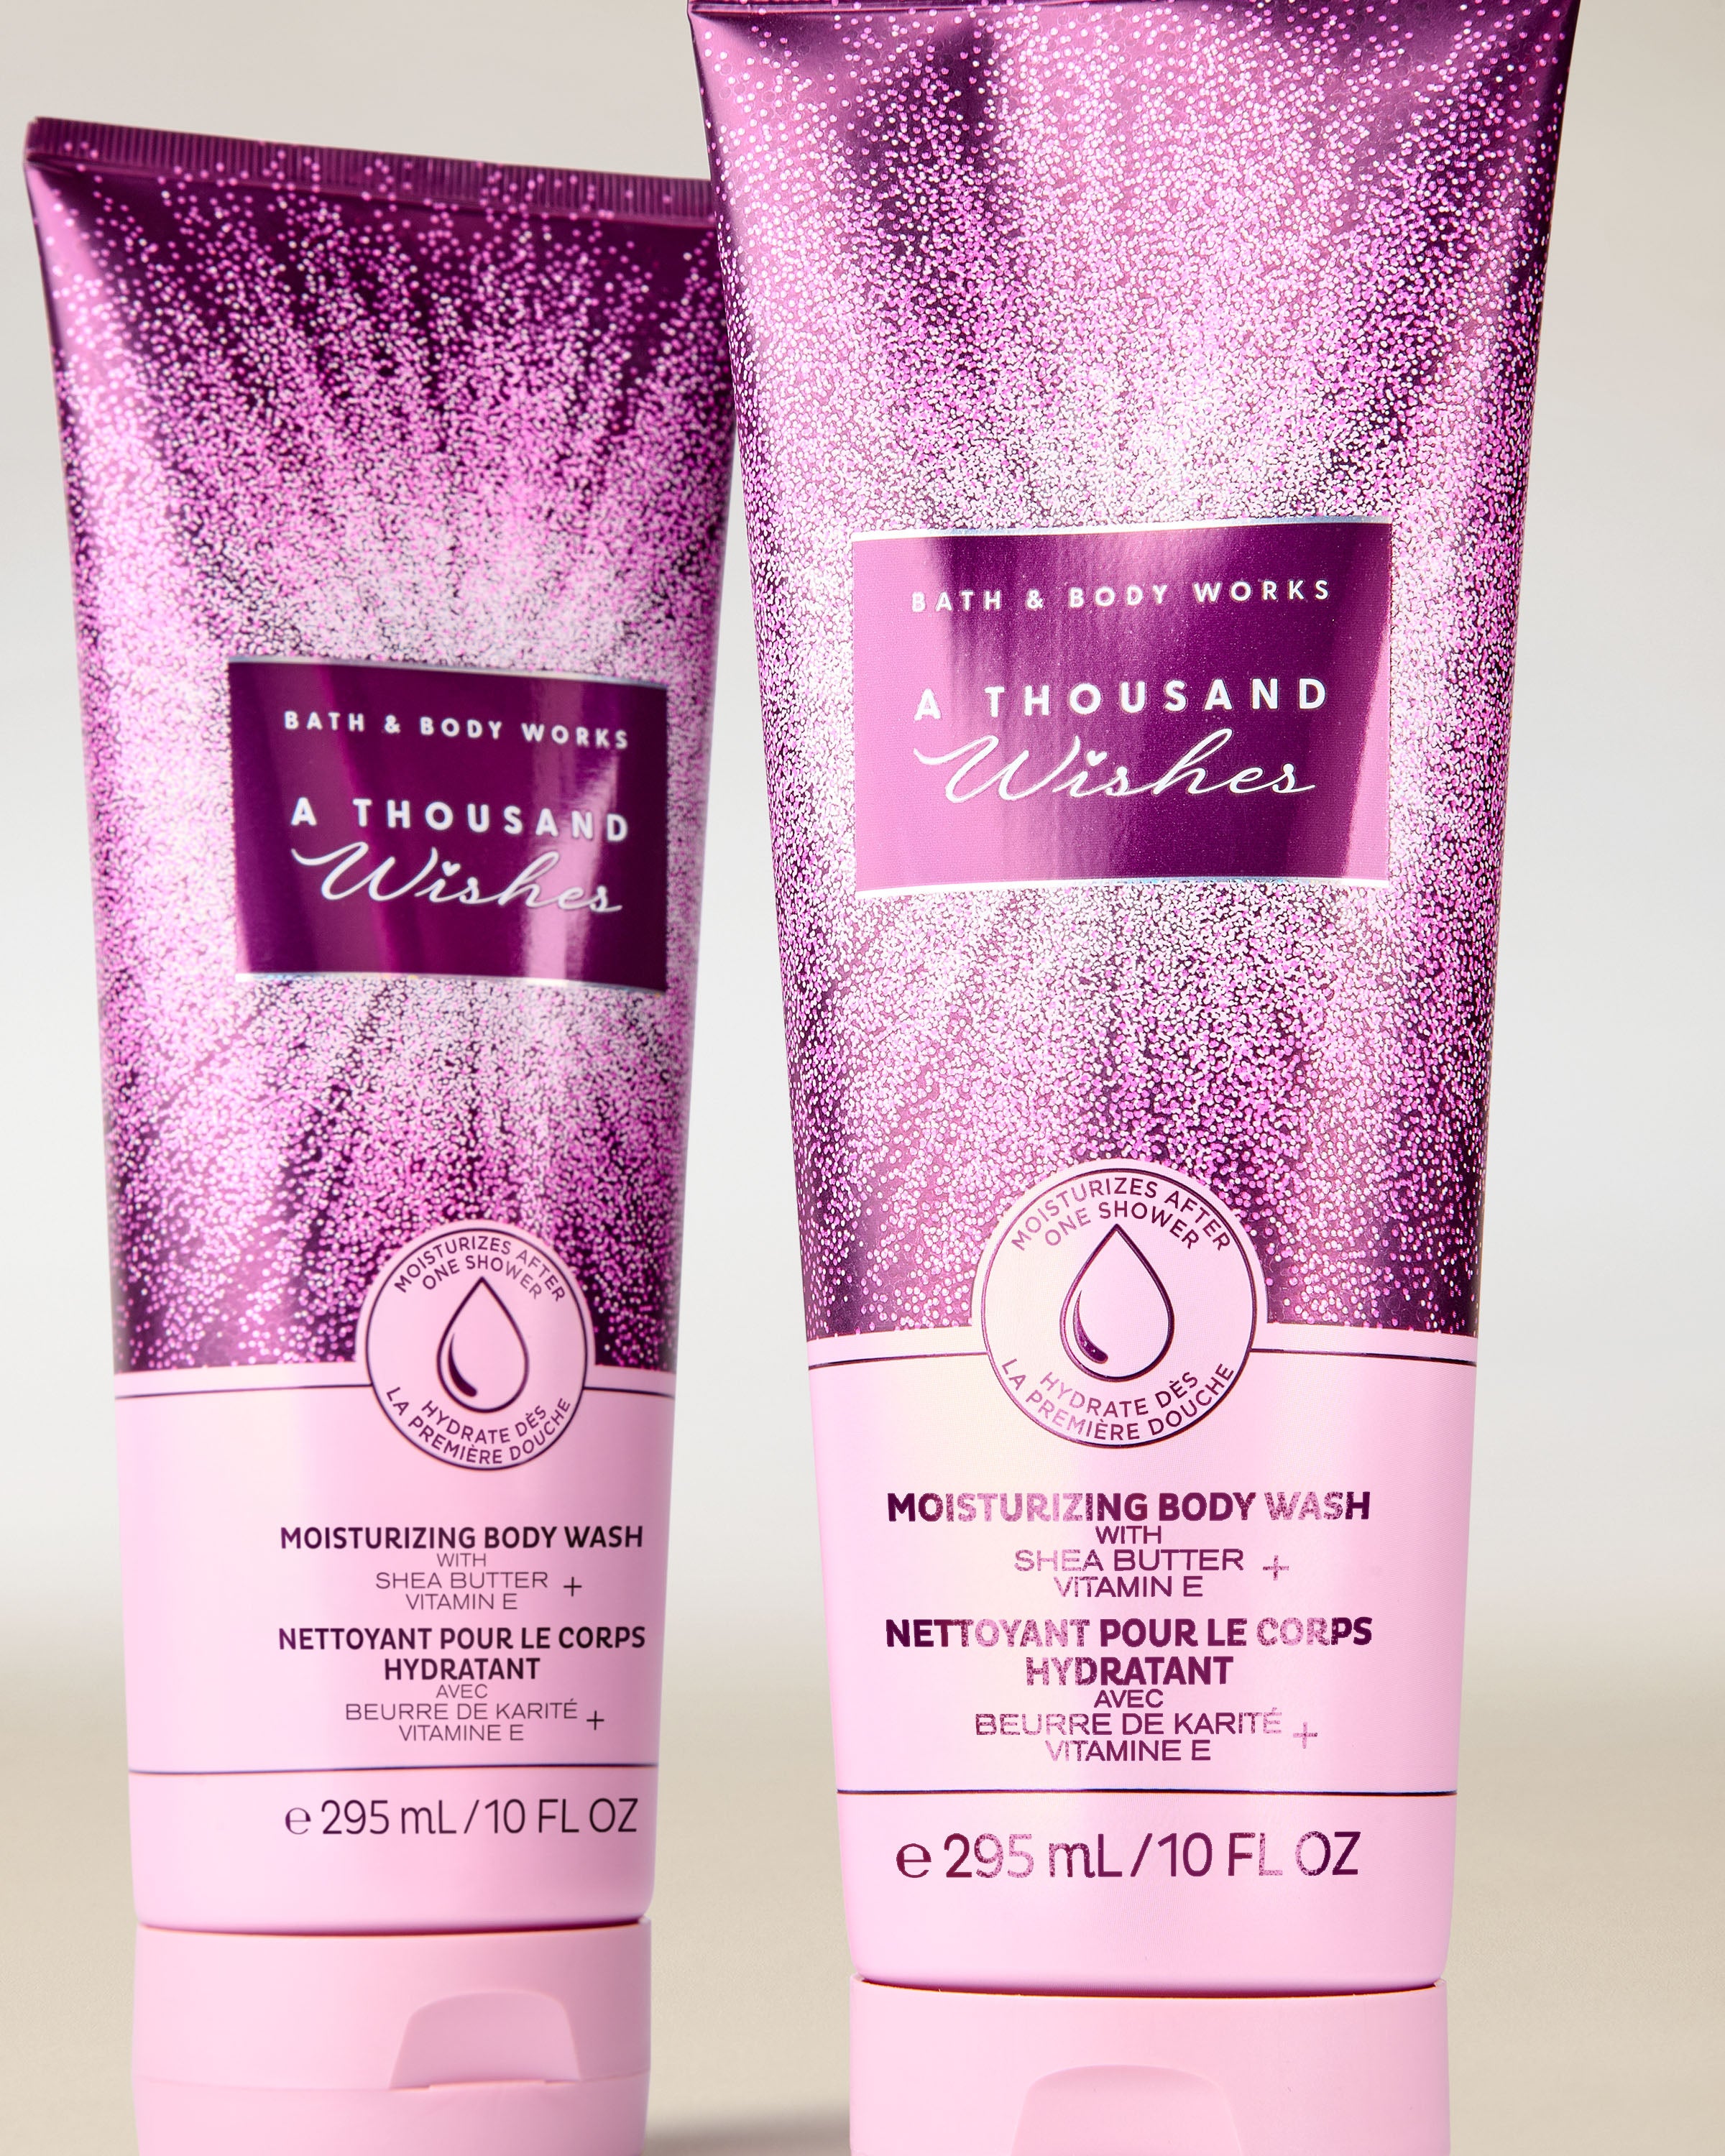 BATH & BODY WORKS
A THOUSAND
Wishes
MOISTURIZES AFTER
ONE SHOWER
HYDRATE DÈS
LA PREMIÈRE DOUCHE
MOISTURIZING BODY WASH
WITH
SHEA BUTTER +
VITAMIN E
NETTOYANT POUR LE CORPS
HYDRATANT
AVEC
BEURRE DE KARITÉ +
VITAMINE E
℮ 295 mL / 10 FL OZ
BATH & BODY WORKS
A THOUSAND
Wishes
MOISTURIZES AFTER
ONE SHOWER
HYDRATE DÈS
LA PREMIÈRE DOUCHE
MOISTURIZING BODY WASH
WITH
SHEA BUTTER +
VITAMIN E
NETTOYANT POUR LE CORPS
HYDRATANT
AVEC
BEURRE DE KARITÉ +
VITAMINE E
℮ 295 mL / 10 FL OZ